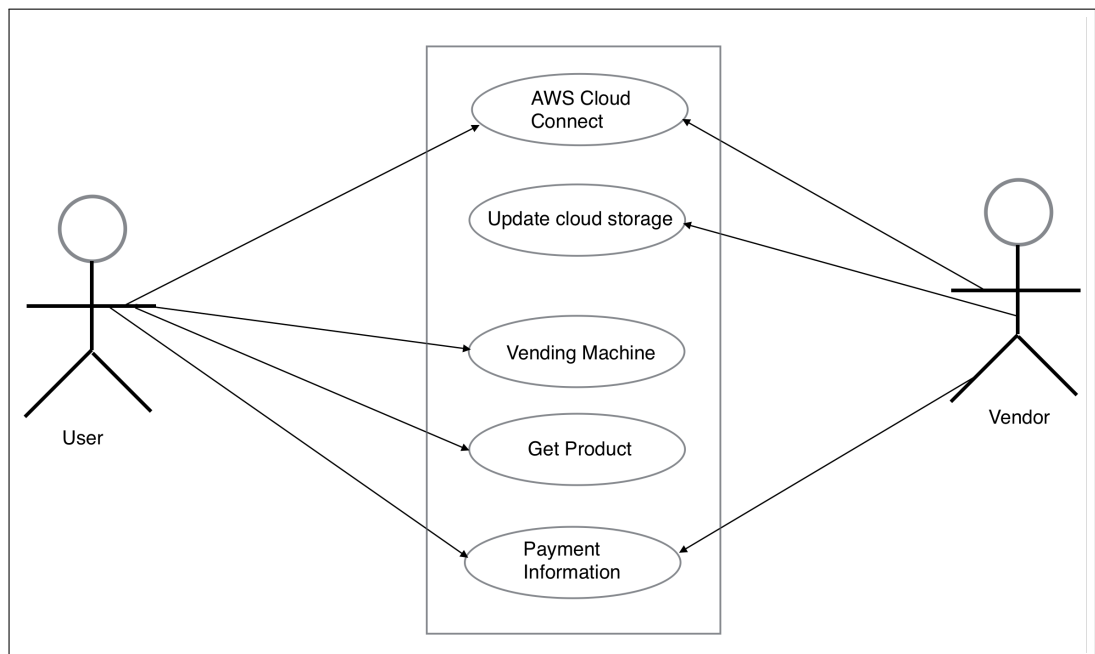 AWS Cloud
Connect
Update cloud storage
Vending Machine
Get Product
Payment
Information
User
Vendor